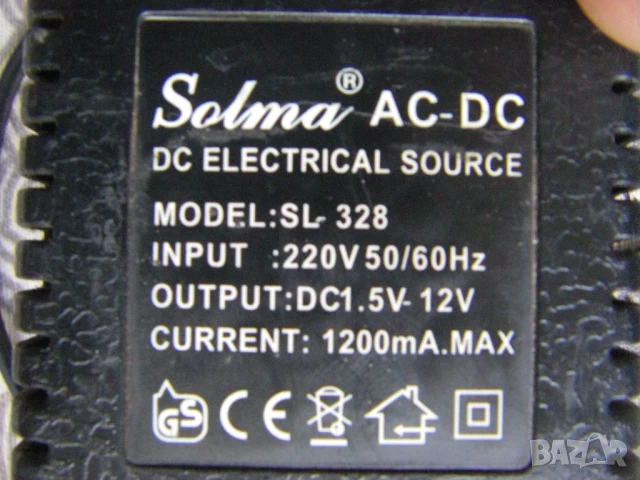 Solma® AC-DC
DC ELECTRICAL SOURCE
MODEL:SL- 328
INPUT :220V 50/60Hz
OUTPUT:DC1.5V- 12V
CURRENT: 1200mA.MAX
GS CE
BAZAR